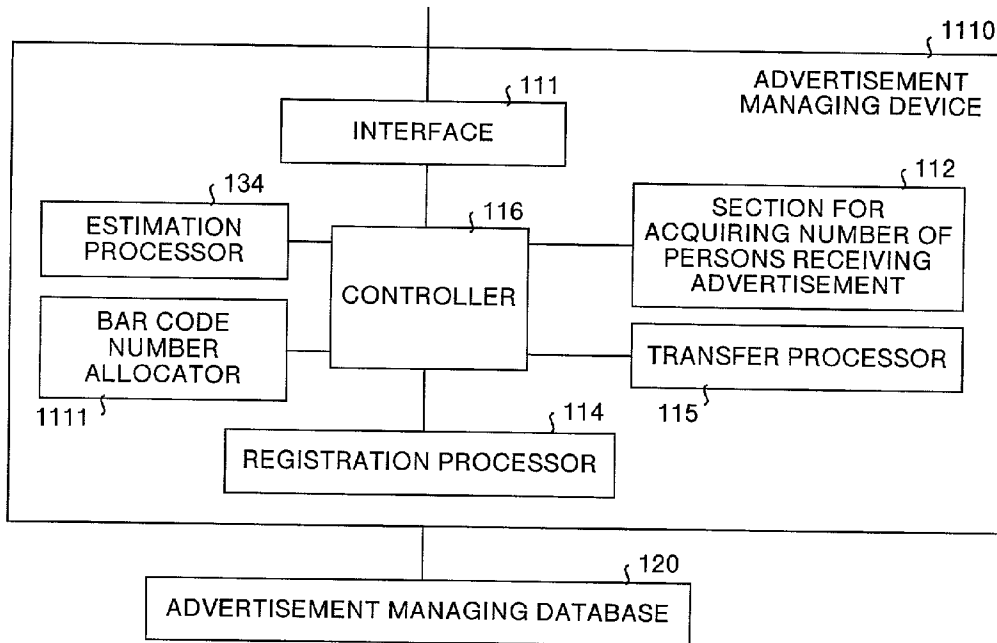 1110
ADVERTISEMENT
MANAGING DEVICE
111
INTERFACE
134
ESTIMATION
PROCESSOR
116
CONTROLLER
112
SECTION FOR
ACQUIRING NUMBER OF
PERSONS RECEIVING
ADVERTISEMENT
BAR CODE
NUMBER
ALLOCATOR
1111
TRANSFER PROCESSOR
115
114
REGISTRATION PROCESSOR
120
ADVERTISEMENT MANAGING DATABASE